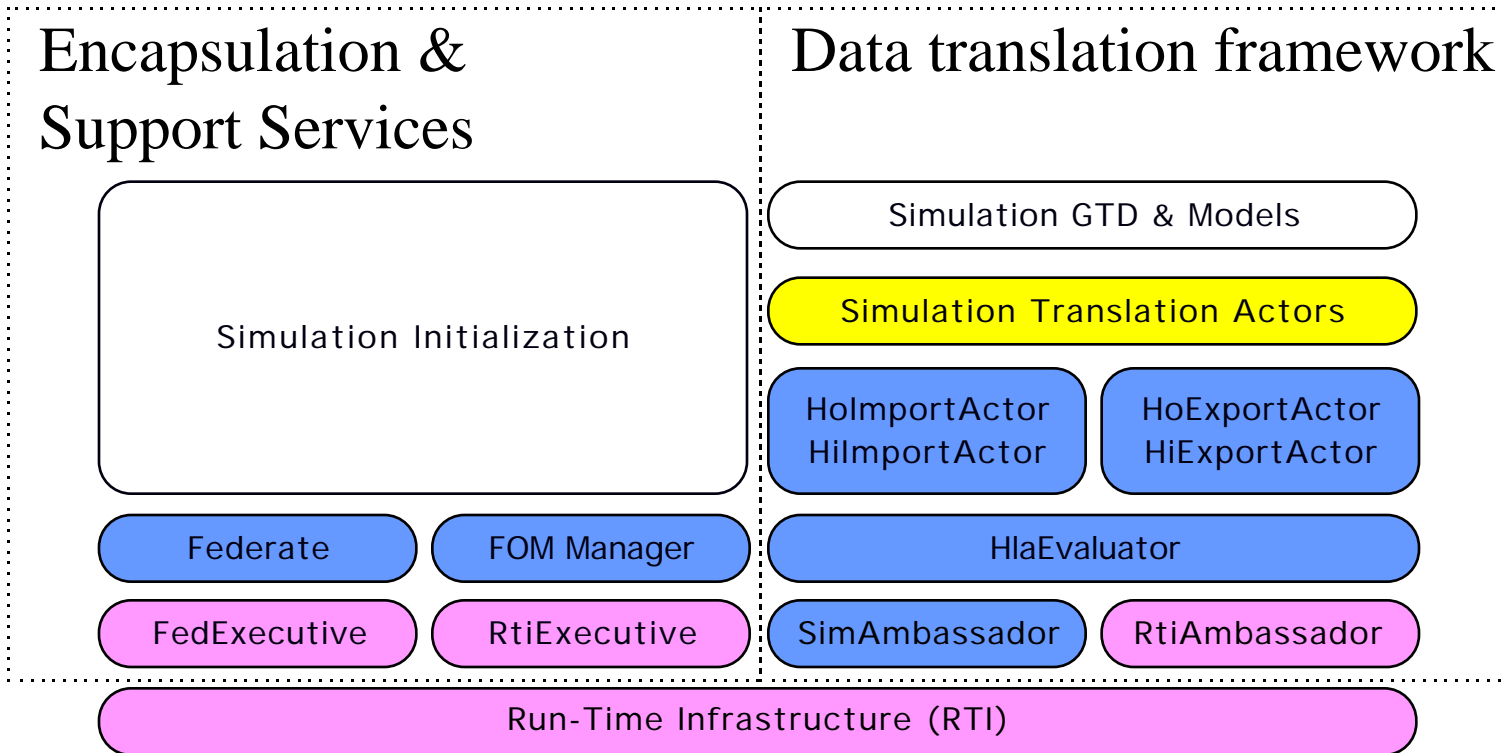 Encapsulation &
Support Services
Data translation framework
Simulation Initialization
Simulation GTD & Models
Simulation Translation Actors
HoImportActor
HiImportActor
HoExportActor
HiExportActor
Federate
FOM Manager
HlaEvaluator
FedExecutive
RtiExecutive
SimAmbassador
RtiAmbassador
Run-Time Infrastructure (RTI)